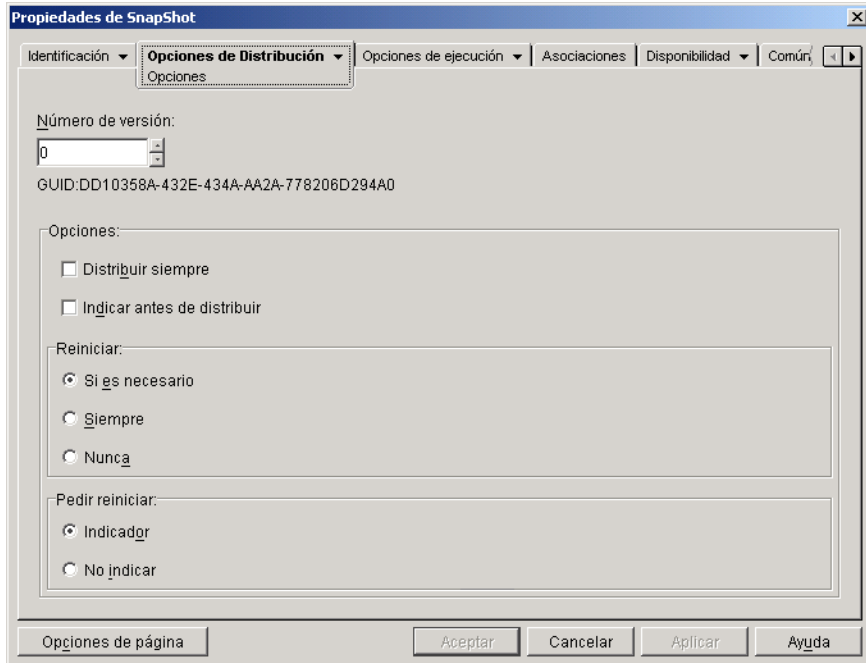 Propiedades de SnapShot
Identificación Opciones de Distribución Opciones de ejecución Asociaciones Disponibilidad Común
Opciones
Número de versión:
0
GUID:DD10358A-432E-434A-AA2A-778206D294A0
Opciones:
Distribuir siempre
Indicar antes de distribuir
Reiniciar:
Si es necesario
Siempre
Nunca
Pedir reiniciar:
Indicador
No indicar
Opciones de página Aceptar Cancelar Aplicar Ayuda